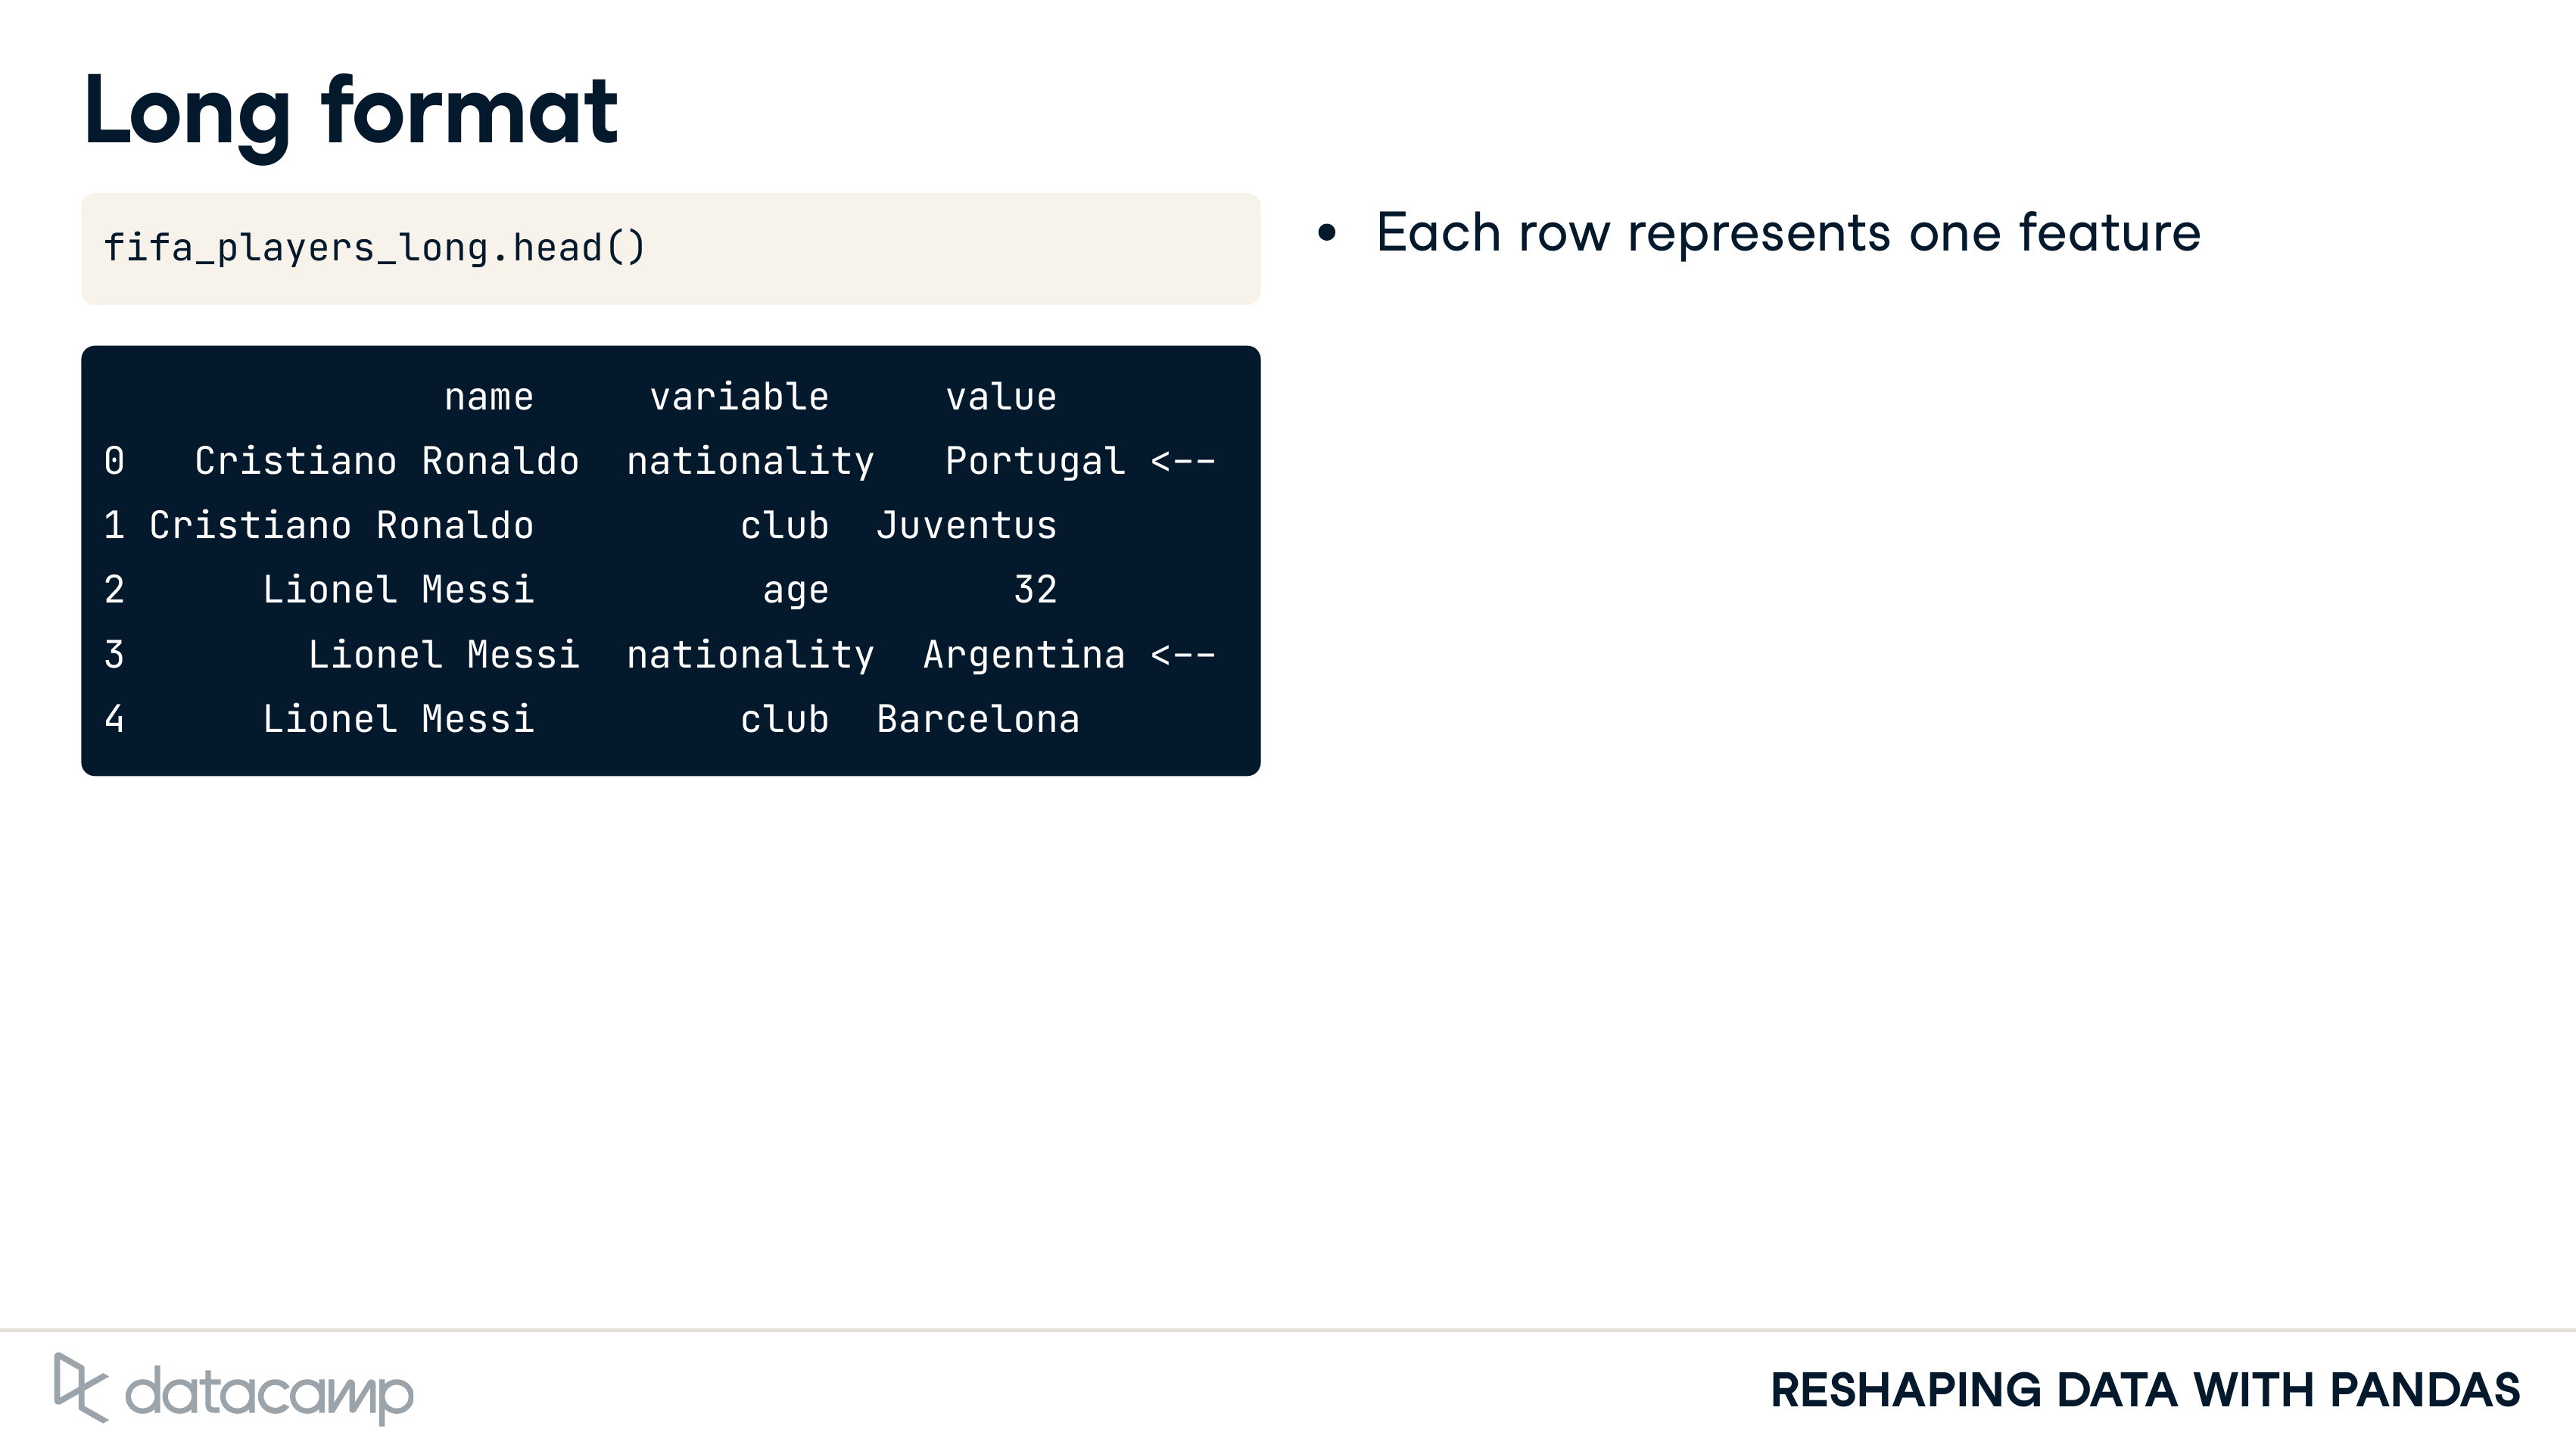 Long format
fifa_players_long.head()
• Each row represents one feature
name variable value
0 Cristiano Ronaldo nationality Portugal <--
1 Cristiano Ronaldo club Juventus
2 Lionel Messi age 32
3 Lionel Messi nationality Argentina <--
4 Lionel Messi club Barcelona
datacamp
RESHAPING DATA WITH PANDAS